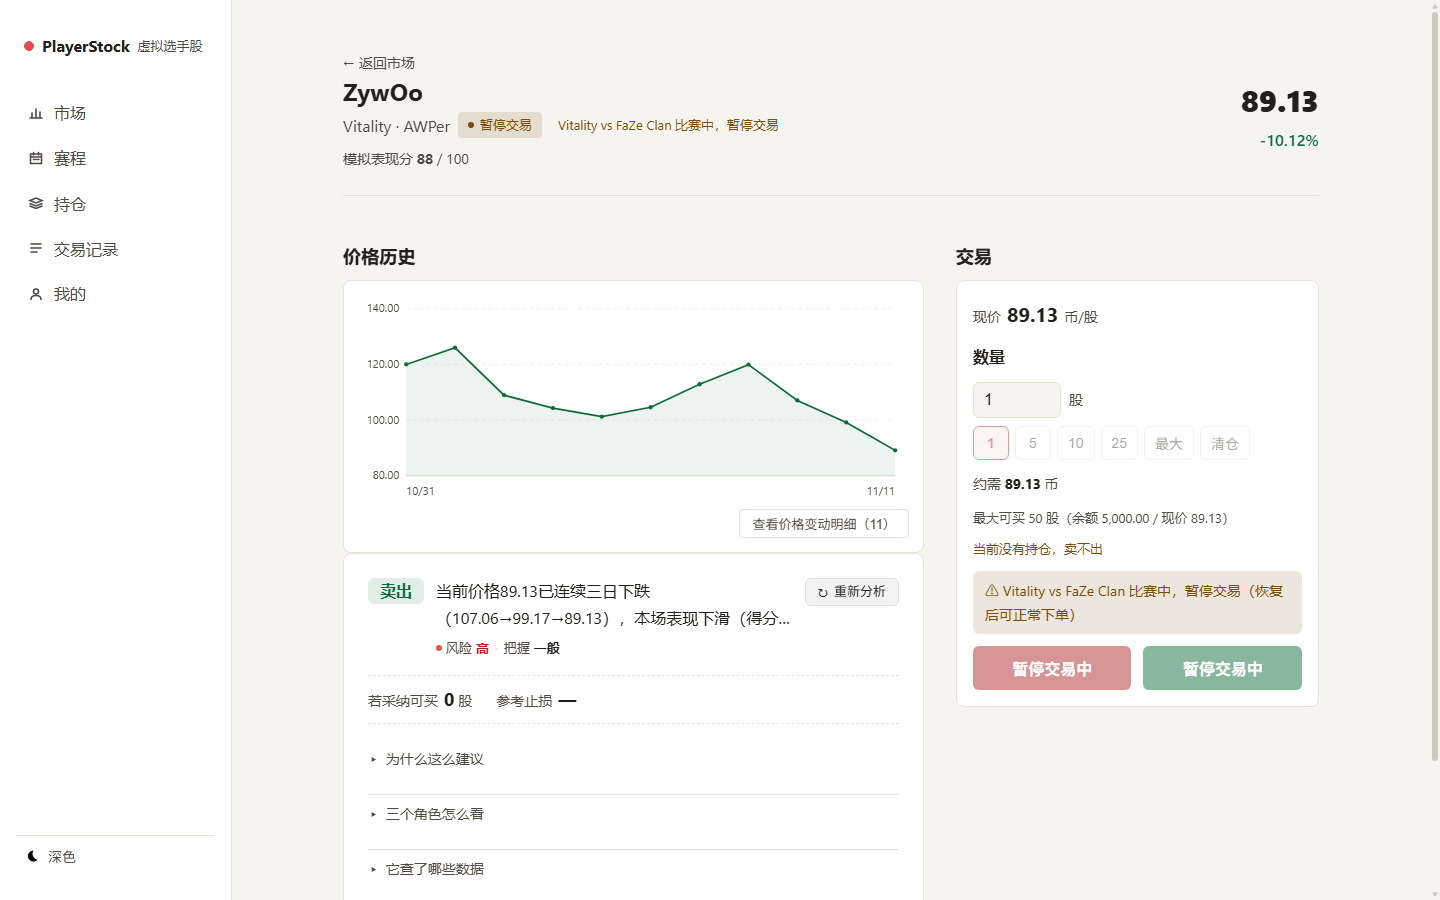 PlayerStock 虚拟选手股
市场
赛程
持仓
交易记录
我的
深色
← 返回市场
ZywOo
Vitality · AWPer 暂停交易 Vitality vs FaZe Clan 比赛中，暂停交易
模拟表现分 88 / 100
89.13
-10.12%
价格历史
140.00
120.00
100.00
80.00
10/31
11/11
查看价格变动明细（11）
卖出 当前价格89.13已连续三日下跌
（107.06→99.17→89.13），本场表现下滑（得分...
重新分析
风险 高 · 把握 一般
若采纳可买 0 股 参考止损 —
为什么这么建议
三个角色怎么看
它查了哪些数据
交易
现价 89.13 币/股
数量
1 股
1 5 10 25 最大 清仓
约需 89.13 币
最大可买 50 股（余额 5,000.00 / 现价 89.13）
当前没有持仓，卖不出
⚠ Vitality vs FaZe Clan 比赛中，暂停交易（恢复
后可正常下单）
暂停交易中 暂停交易中